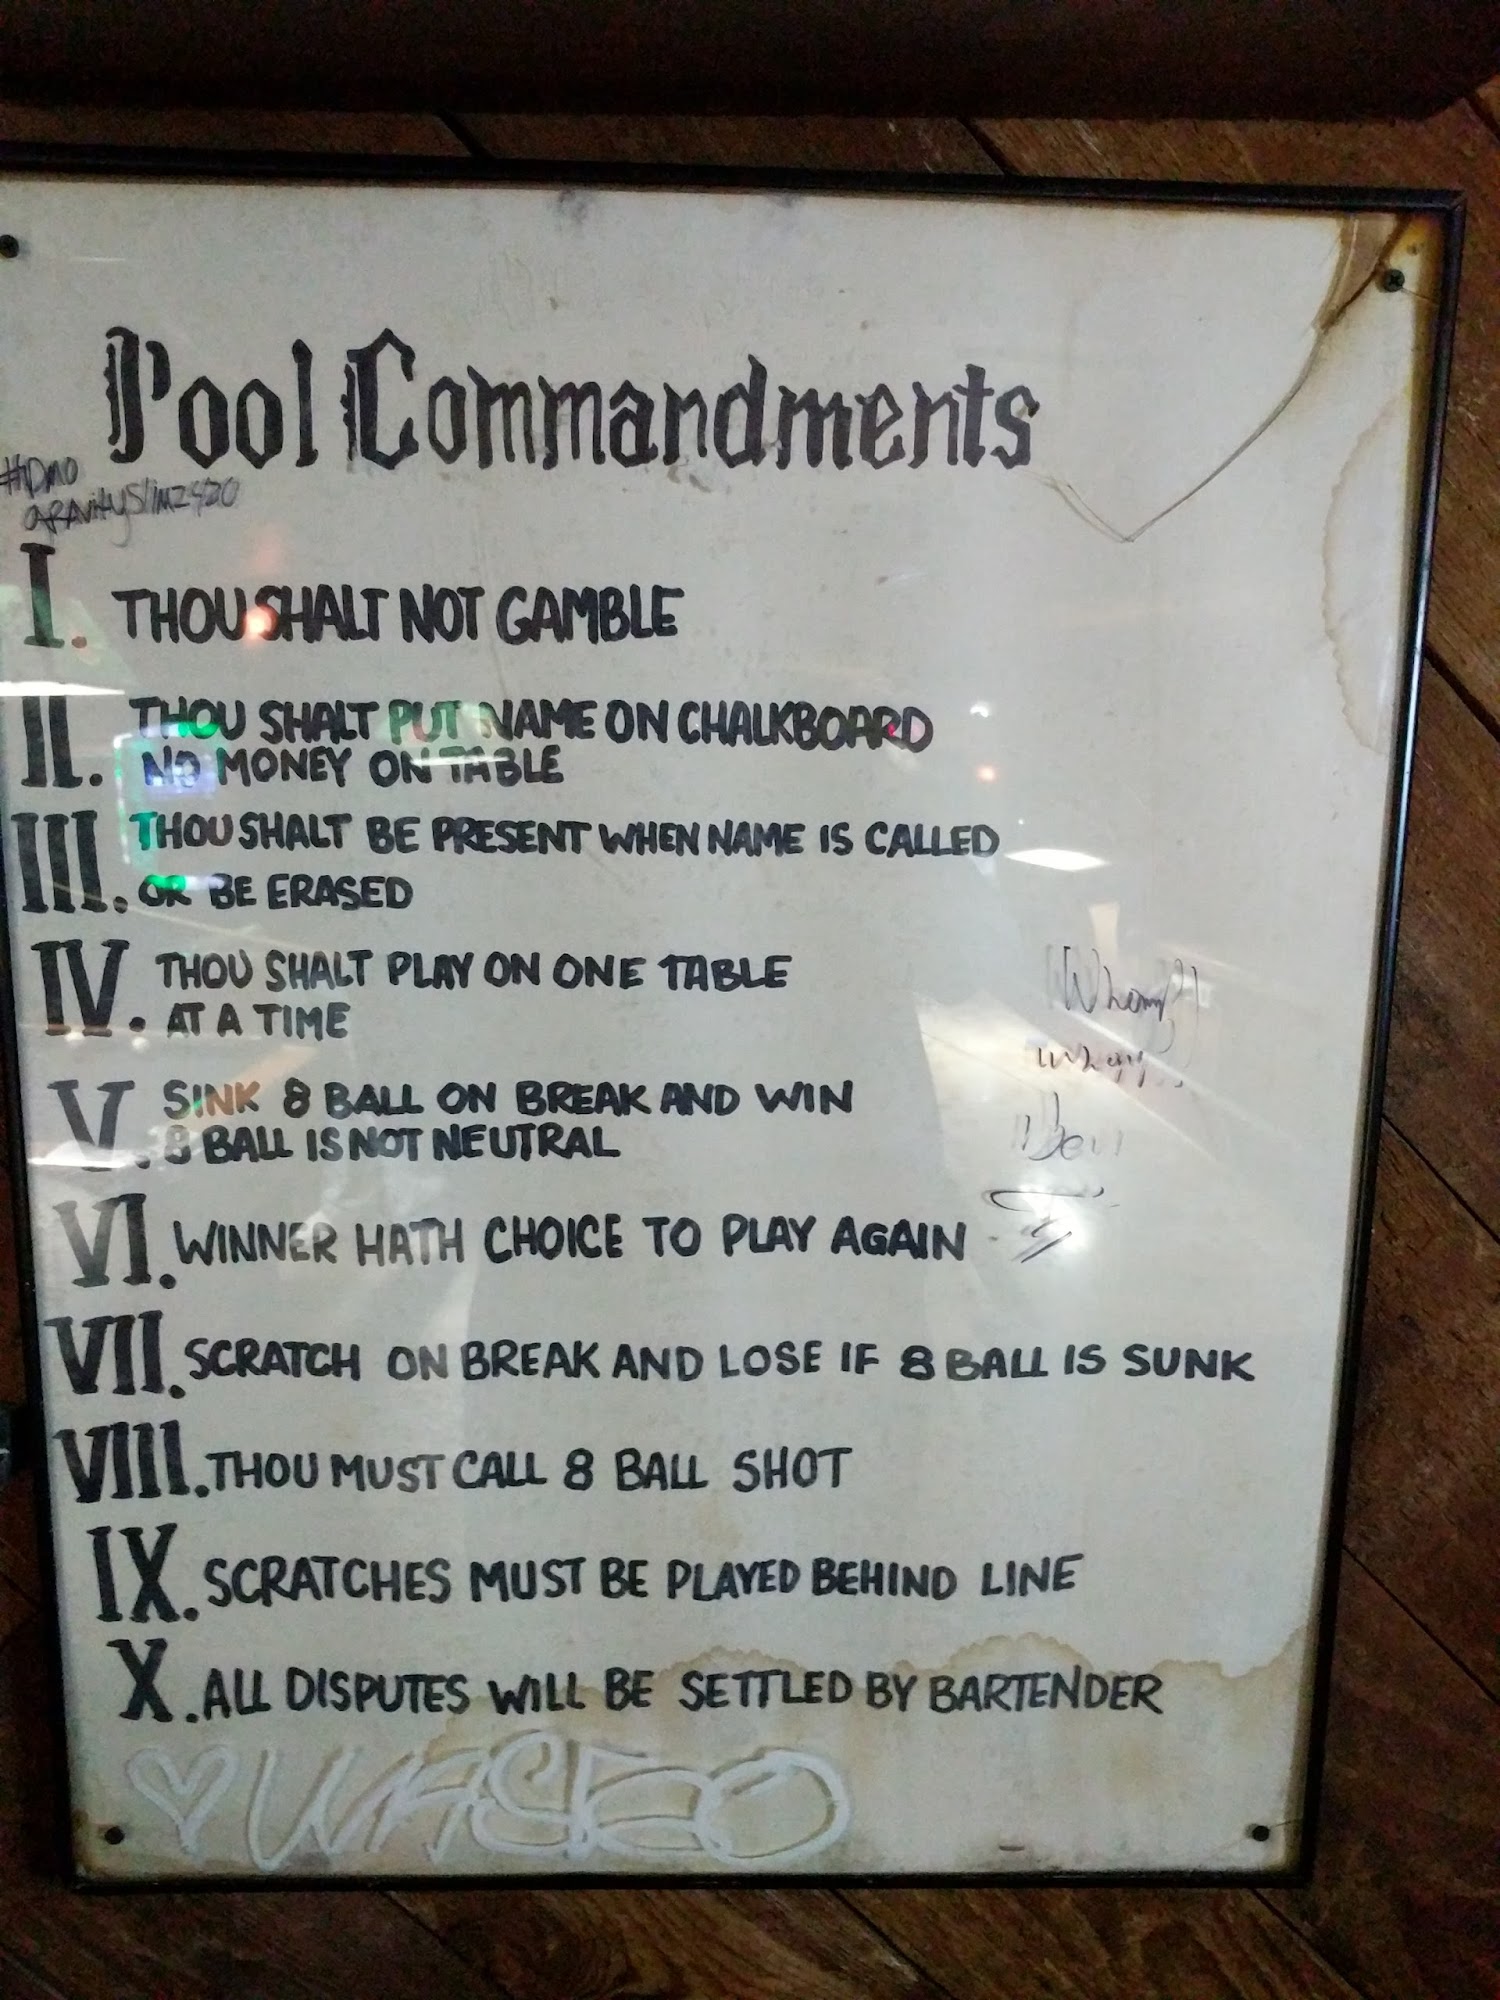 Pool Commandments
I. THOU SHALT NOT GAMBLE
II. THOU SHALT PUT NAME ON CHALKBOARD
NO MONEY ON TABLE
III. THOU SHALT BE PRESENT WHEN NAME IS CALLED
OR BE ERASED
IV. THOU SHALT PLAY ON ONE TABLE
AT A TIME
V. SINK 8 BALL ON BREAK AND WIN
8 BALL IS NOT NEUTRAL
VI. WINNER HATH CHOICE TO PLAY AGAIN
VII. SCRATCH ON BREAK AND LOSE IF 8 BALL IS SUNK
VIII. THOU MUST CALL 8 BALL SHOT
IX. SCRATCHES MUST BE PLAYED BEHIND LINE
X. ALL DISPUTES WILL BE SETTLED BY BARTENDER